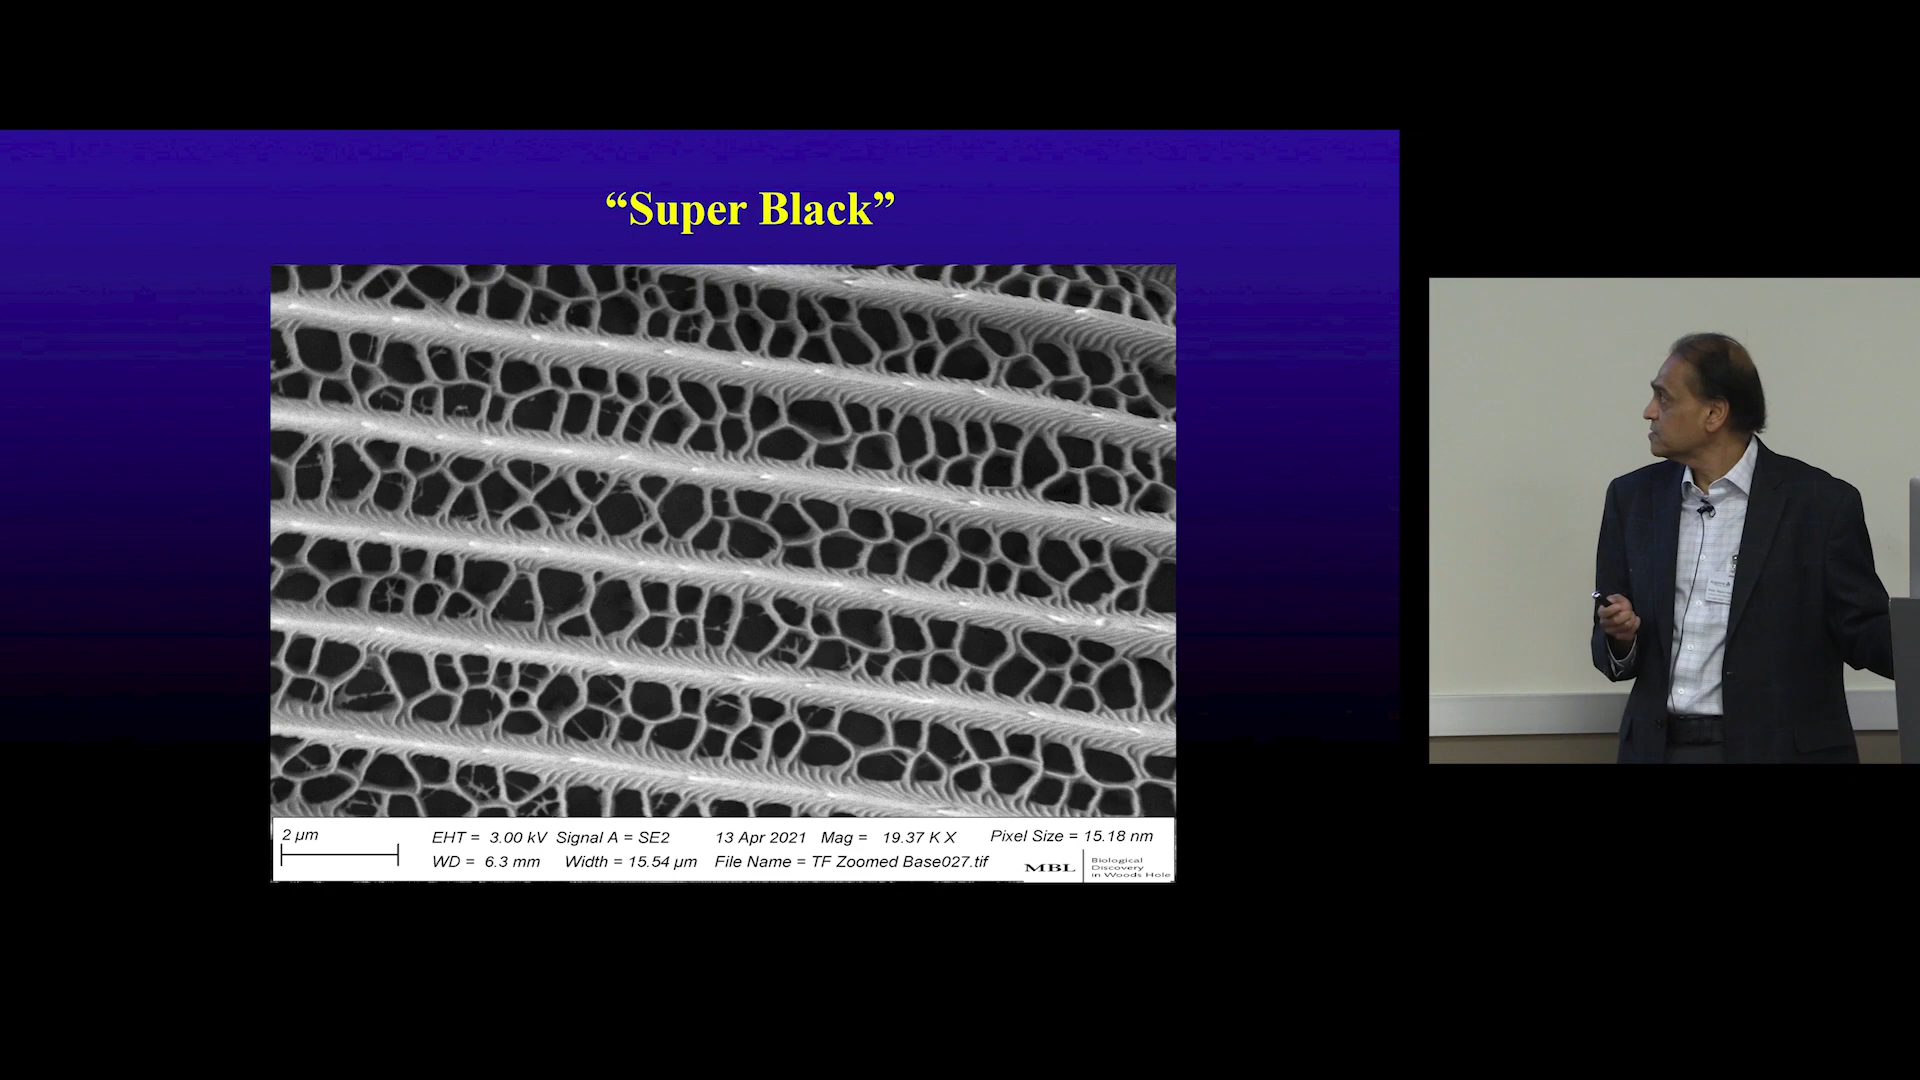 “Super Black”
2 µm
EHT = 3.00 kV Signal A = SE2 13 Apr 2021 Mag = 19.37 K X Pixel Size = 15.18 nm
WD = 6.3 mm Width = 15.54 µm File Name = TF Zoomed Base027.tif
MBL
Biological
Discovery
in Woods Hole